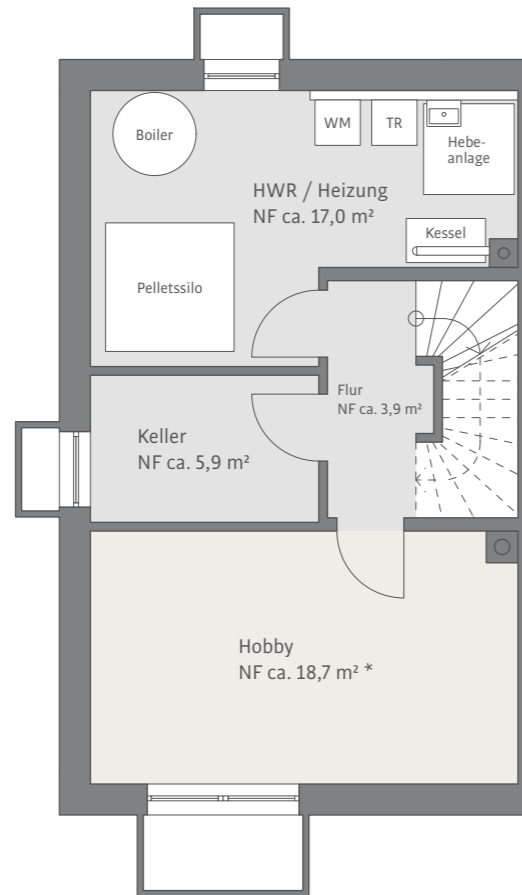 Boiler
WM
TR
Hebe-
anlage
HWR / Heizung
NF ca. 17,0 m²
Kessel
Pelletssilo
Flur
NF ca. 3,9 m²
Keller
NF ca. 5,9 m²
Hobby
NF ca. 18,7 m² *